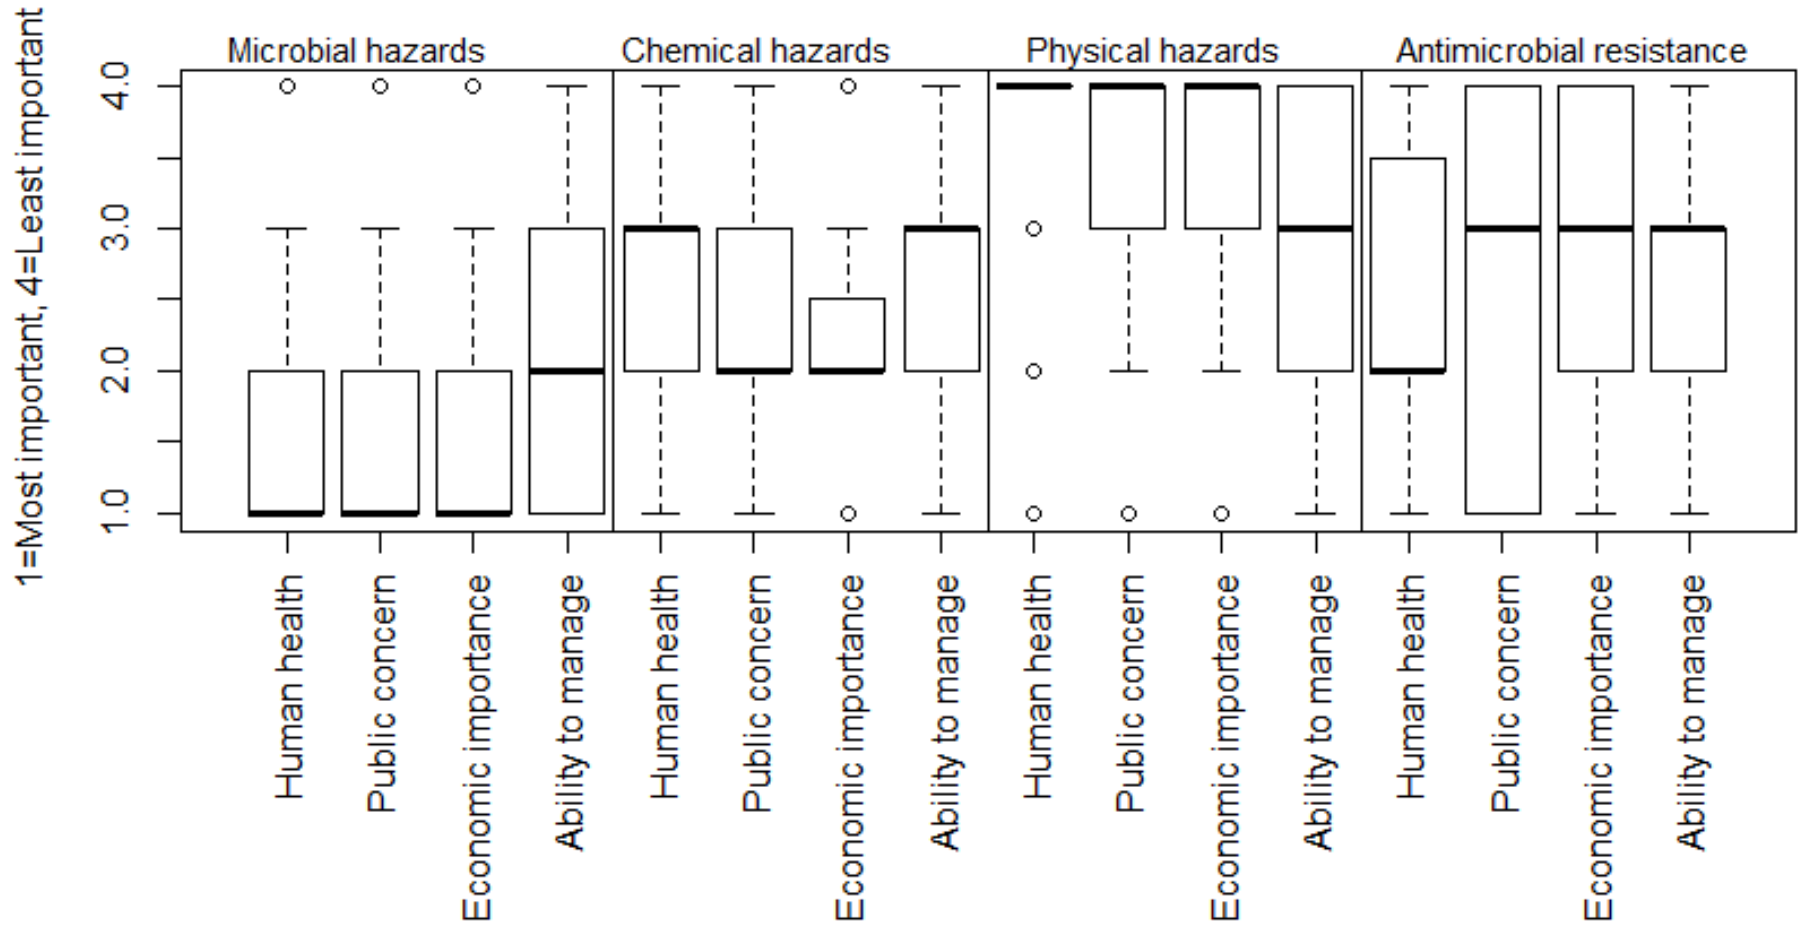 Microbial hazards
Chemical hazards
Physical hazards
Antimicrobial resistance
1=Most important, 4=Least important
4.0
3.0
2.0
1.0
Human health
Public concern
Economic importance
Ability to manage
Human health
Public concern
Economic importance
Ability to manage
Human health
Public concern
Economic importance
Ability to manage
Human health
Public concern
Economic importance
Ability to manage